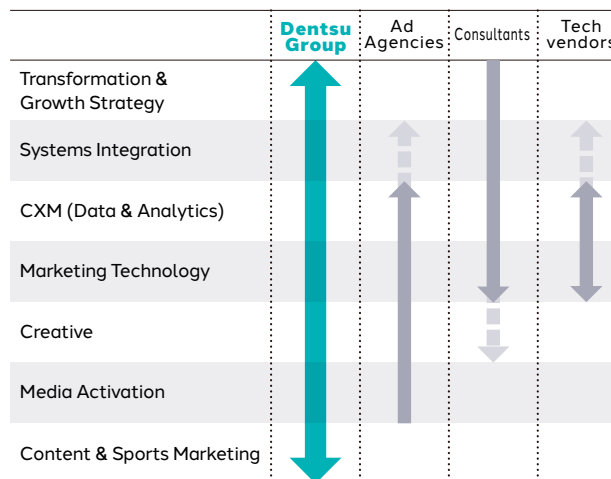 Dentsu
Group
Ad
Agencies
Consultants
Tech
vendors
Transformation &
Growth Strategy
Systems Integration
CXM (Data & Analytics)
Marketing Technology
Creative
Media Activation
Content & Sports Marketing